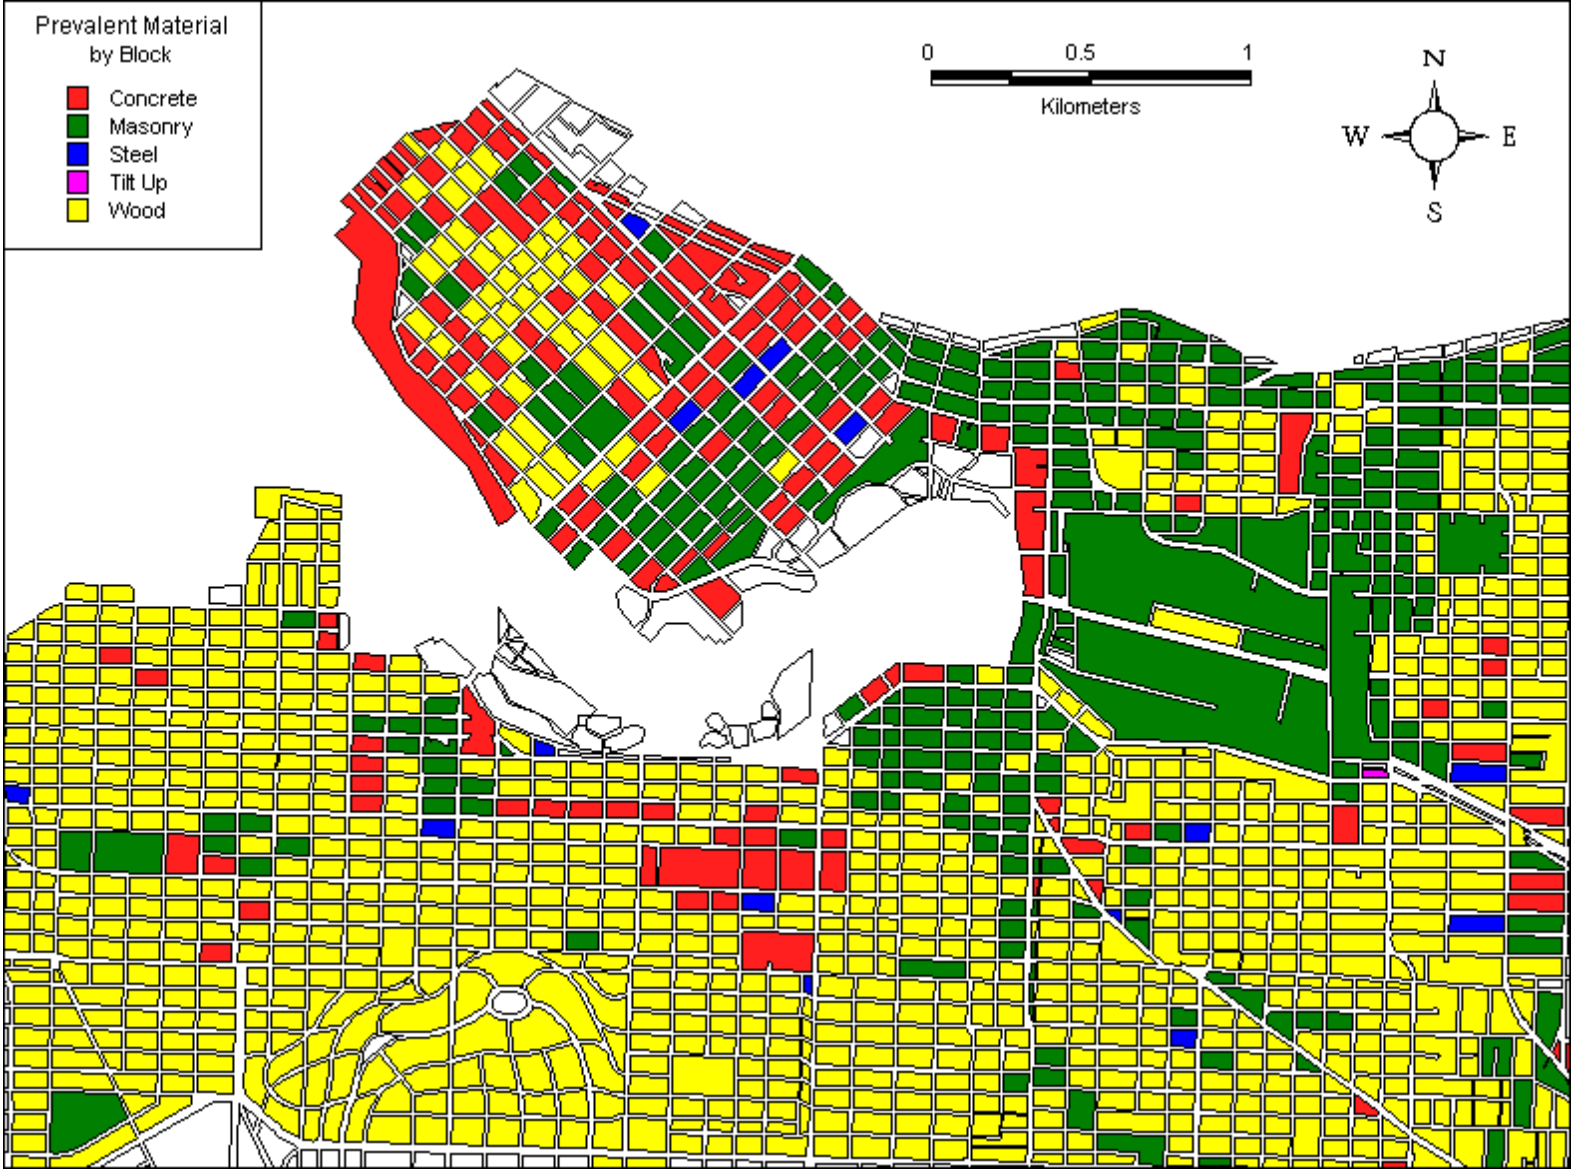 Prevalent Material
by Block
Concrete
Masonry
Steel
Tilt Up
Wood
0 0.5 1
Kilometers
N
W E
S